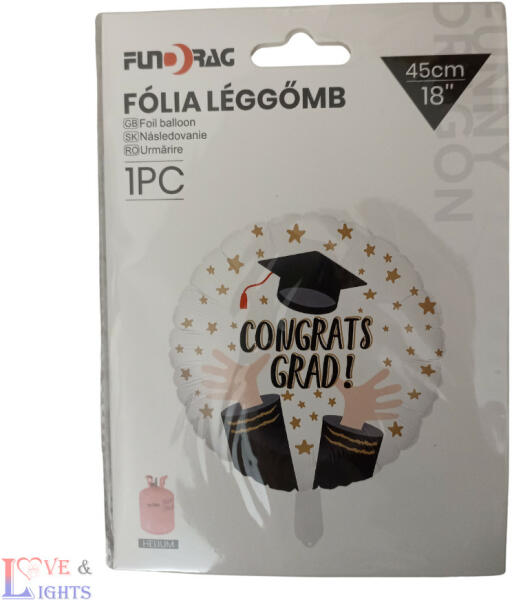 FUNDRAG
FÓLIA LÉGGŐMB
GB Foil balloon
SK Následovanie
RO Urmărire
1PC
45cm
18"
FUNNY
DRAGON
CONGRATS
GRAD!
HELIUM
LOVE &
LIGHTS